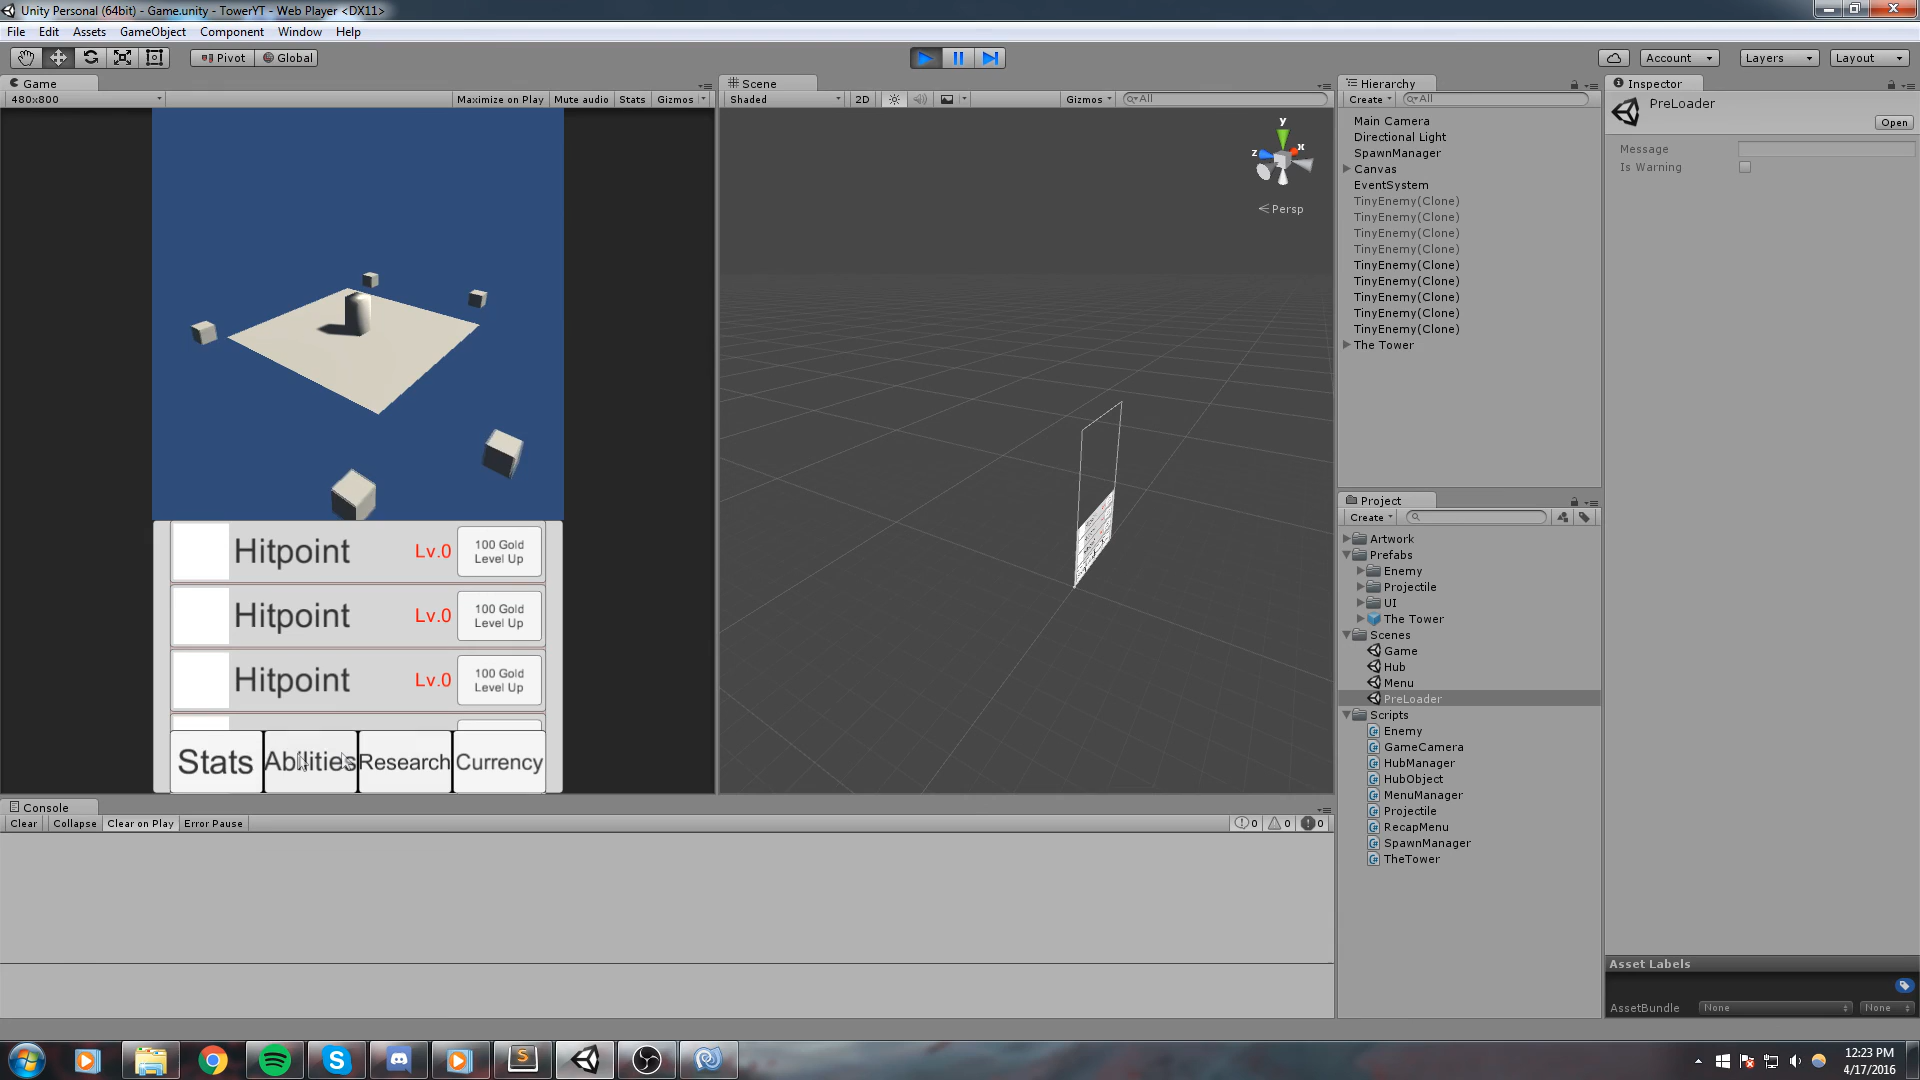 Unity Personal (64bit) - Game.unity - TowerYT - Web Player <DX11>
File Edit Assets GameObject Component Window Help
Pivot Global Account Layers Layout
Game
480x800 Maximize on Play Mute audio Stats Gizmos
Hitpoint Lv.0 100 Gold Level Up
Hitpoint Lv.0 100 Gold Level Up
Hitpoint Lv.0 100 Gold Level Up
Stats Abilities Research Currency
Scene
Shaded 2D Gizmos All
y
z x
Persp
Console
Clear Collapse Clear on Play Error Pause 0 0 0
Hierarchy
Create All
Main Camera
Directional Light
SpawnManager
Canvas
EventSystem
TinyEnemy(Clone)
TinyEnemy(Clone)
TinyEnemy(Clone)
TinyEnemy(Clone)
TinyEnemy(Clone)
TinyEnemy(Clone)
TinyEnemy(Clone)
TinyEnemy(Clone)
TinyEnemy(Clone)
The Tower
Project
Create
Artwork
Prefabs
Enemy
Projectile
UI
The Tower
Scenes
Game
Hub
Menu
PreLoader
Scripts
Enemy
GameCamera
HubManager
HubObject
MenuManager
Projectile
RecapMenu
SpawnManager
TheTower
Inspector
PreLoader
Open
Message
Is Warning
Asset Labels
AssetBundle None None
12:23 PM
4/17/2016